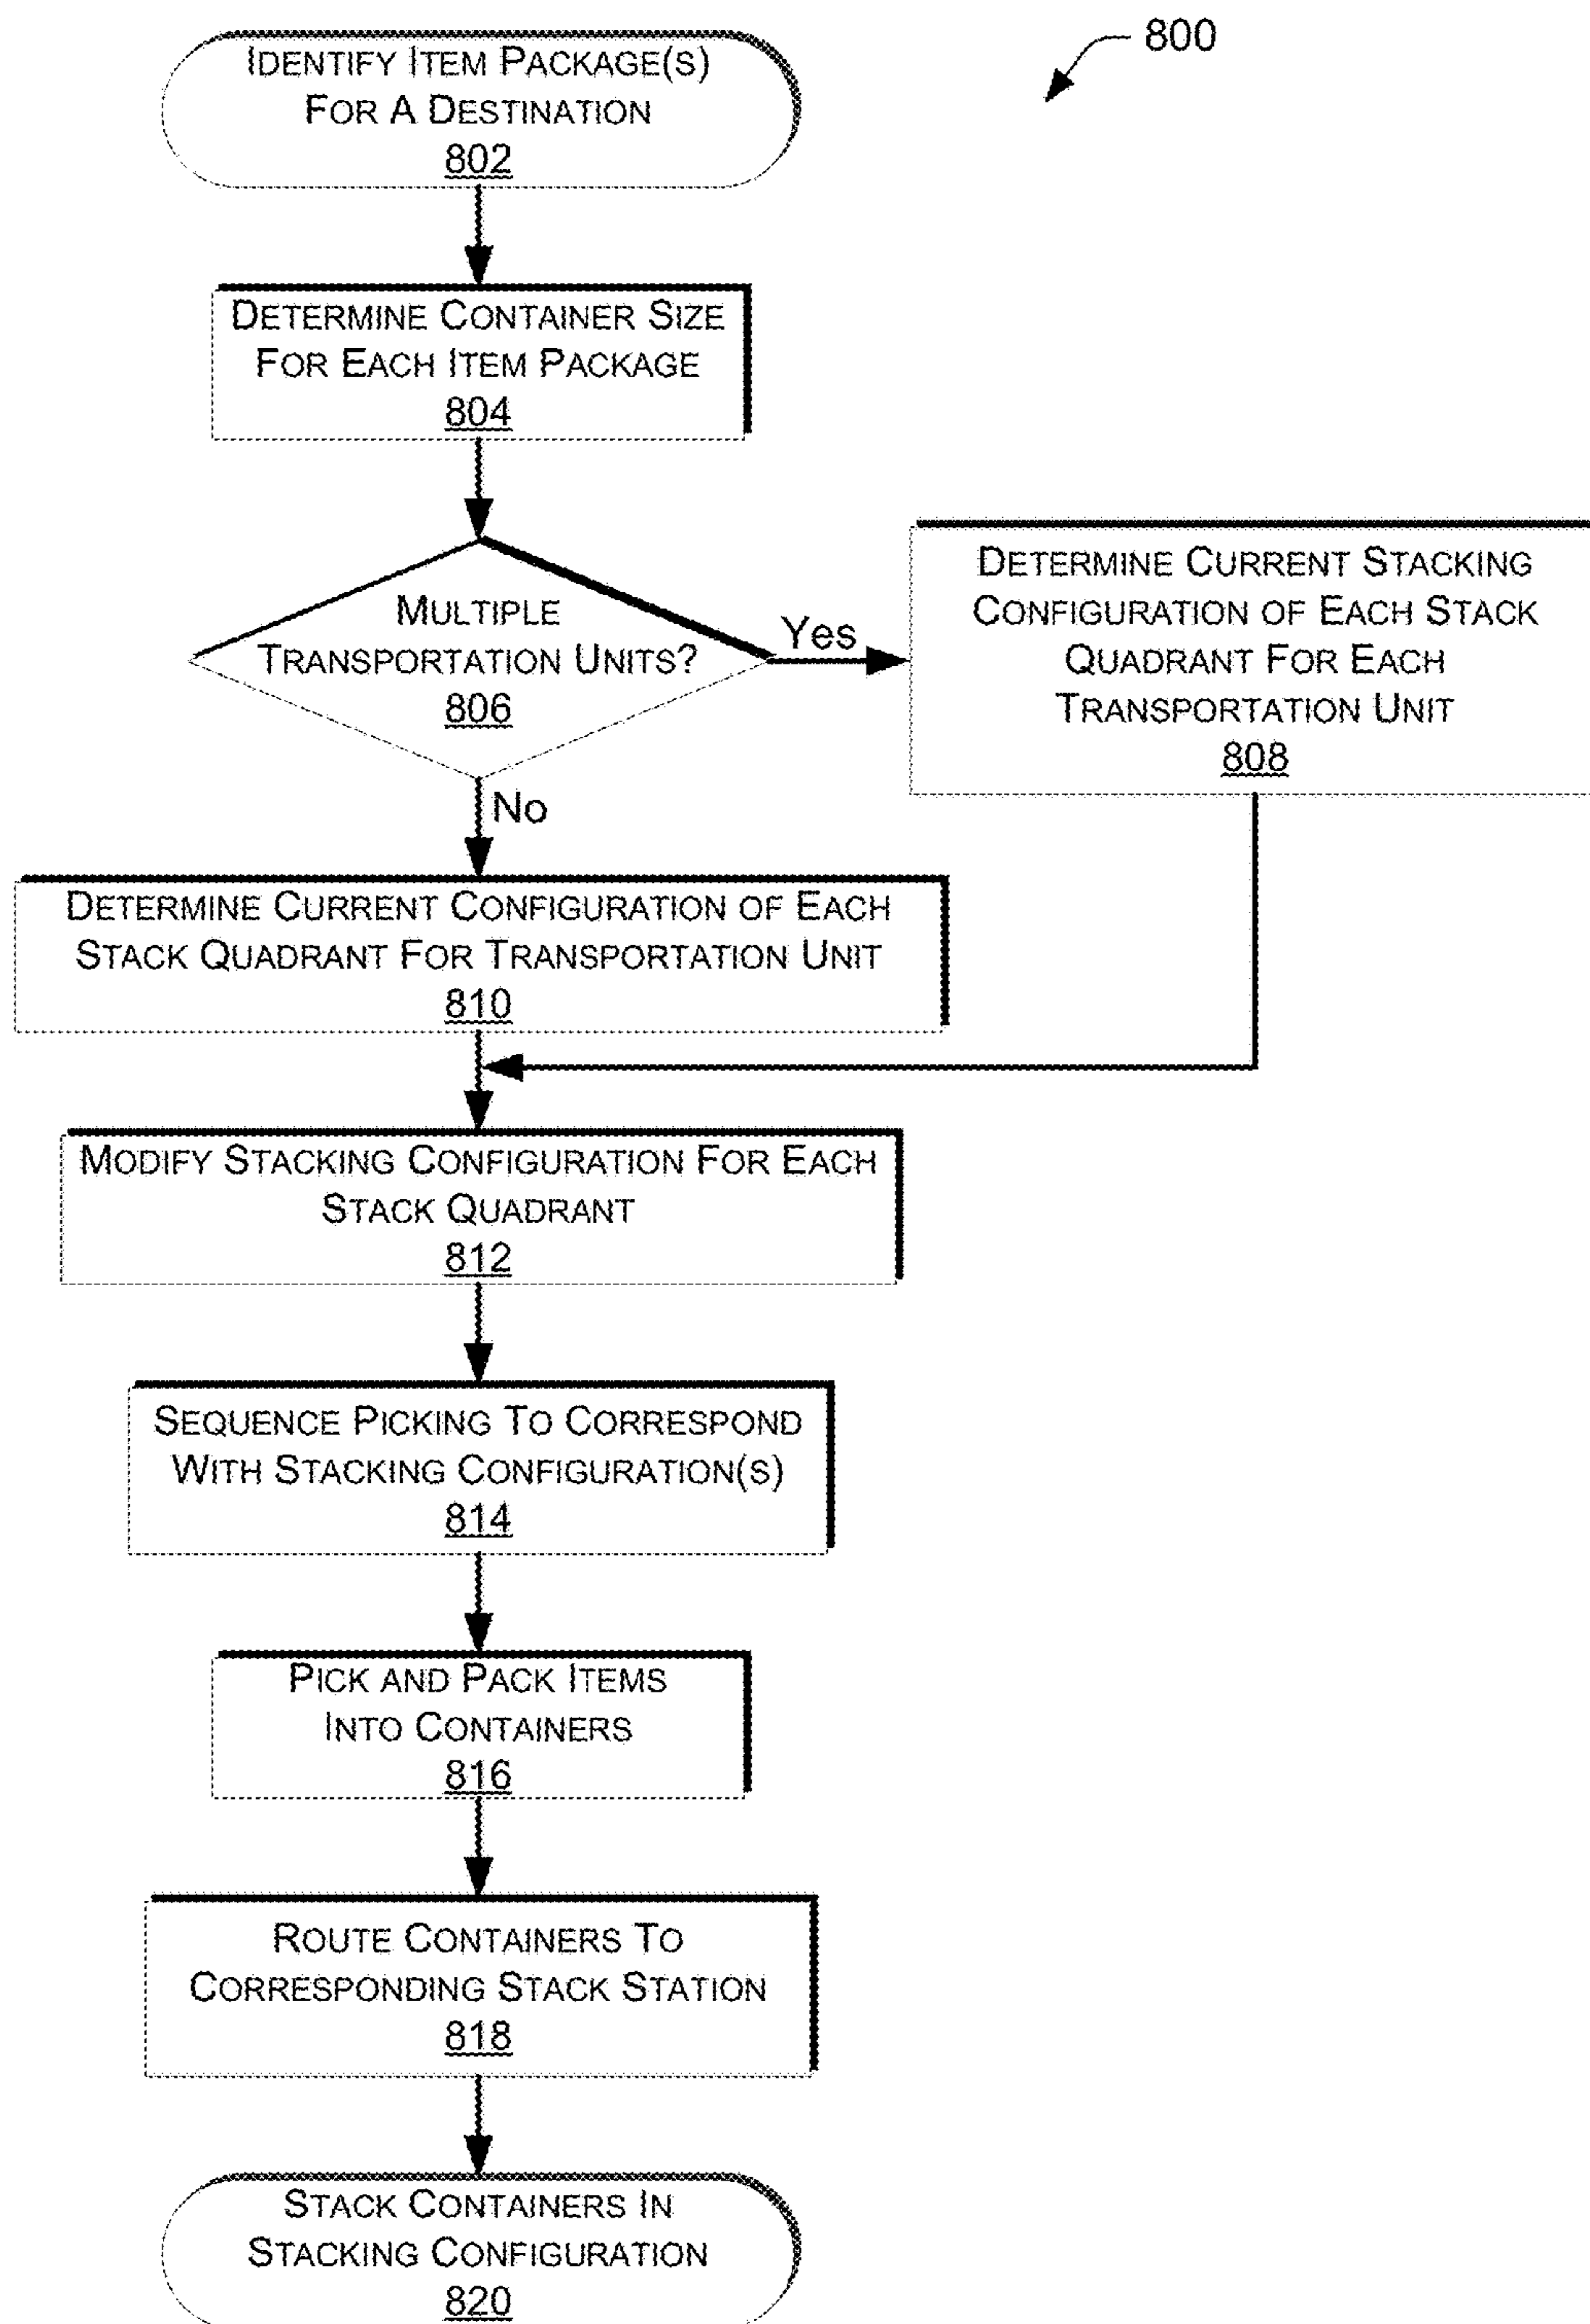 800
IDENTIFY ITEM PACKAGE(S)
FOR A DESTINATION
802
DETERMINE CONTAINER SIZE
FOR EACH ITEM PACKAGE
804
MULTIPLE
TRANSPORTATION UNITS?
806
Yes
DETERMINE CURRENT STACKING
CONFIGURATION OF EACH STACK
QUADRANT FOR EACH
TRANSPORTATION UNIT
808
No
DETERMINE CURRENT CONFIGURATION OF EACH
STACK QUADRANT FOR TRANSPORTATION UNIT
810
MODIFY STACKING CONFIGURATION FOR EACH
STACK QUADRANT
812
SEQUENCE PICKING TO CORRESPOND
WITH STACKING CONFIGURATION(S)
814
PICK AND PACK ITEMS
INTO CONTAINERS
816
ROUTE CONTAINERS TO
CORRESPONDING STACK STATION
818
STACK CONTAINERS IN
STACKING CONFIGURATION
820